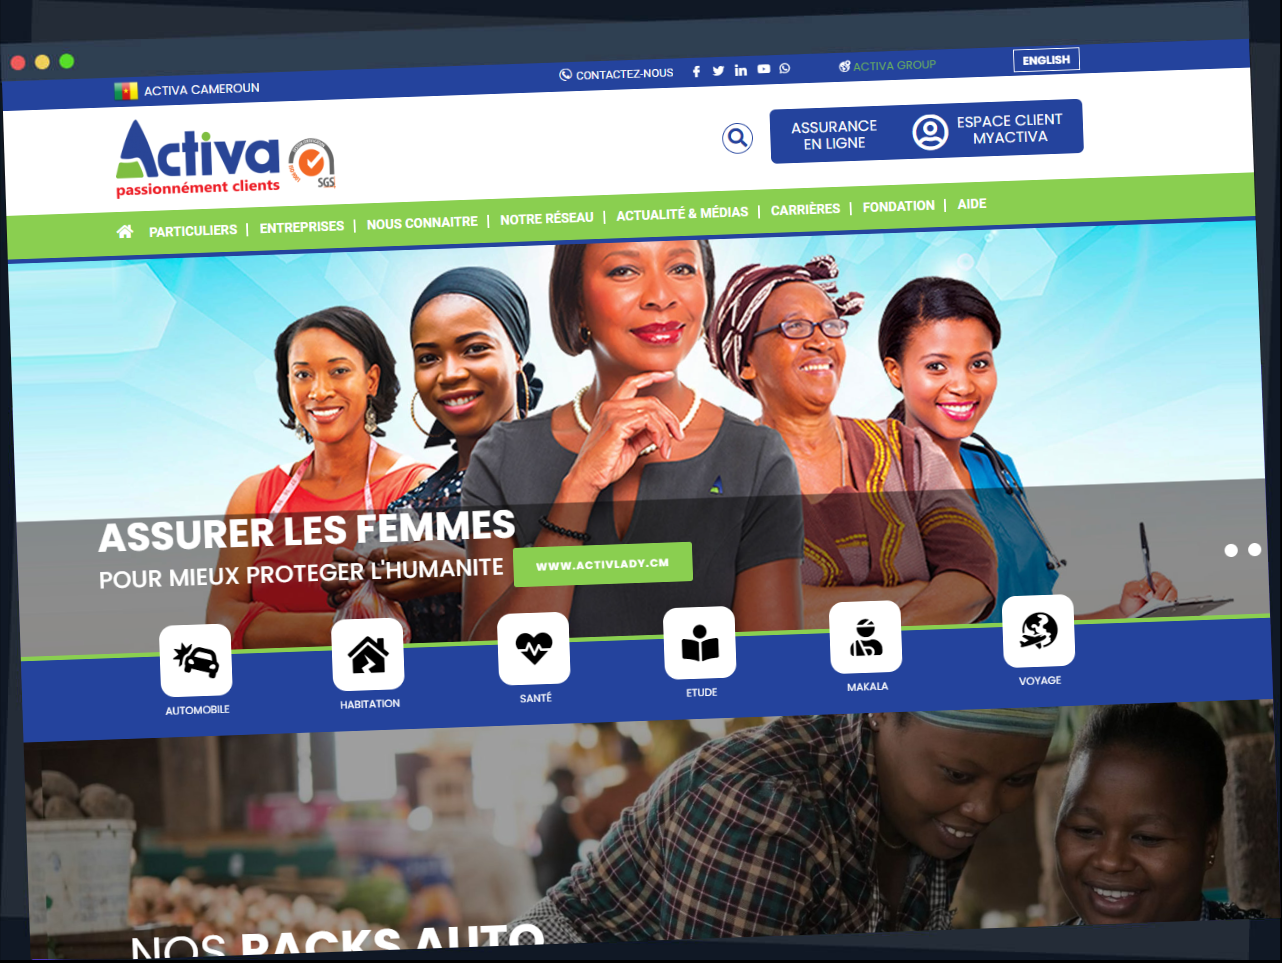 ACTIVA CAMEROUN
CONTACTEZ-NOUS
ACTIVA GROUP
ENGLISH
Activa
passionnément clients
SGS
ASSURANCE
EN LIGNE
ESPACE CLIENT
MYACTIVA
PARTICULIERS | ENTREPRISES | NOUS CONNAITRE | NOTRE RÉSEAU | ACTUALITÉ & MÉDIAS | CARRIÈRES | FONDATION | AIDE
ASSURER LES FEMMES
POUR MIEUX PROTEGER L'HUMANITE
WWW.ACTIVLADY.CM
AUTOMOBILE
HABITATION
SANTÉ
ETUDE
MAKALA
VOYAGE
NOS PACKS AUTO